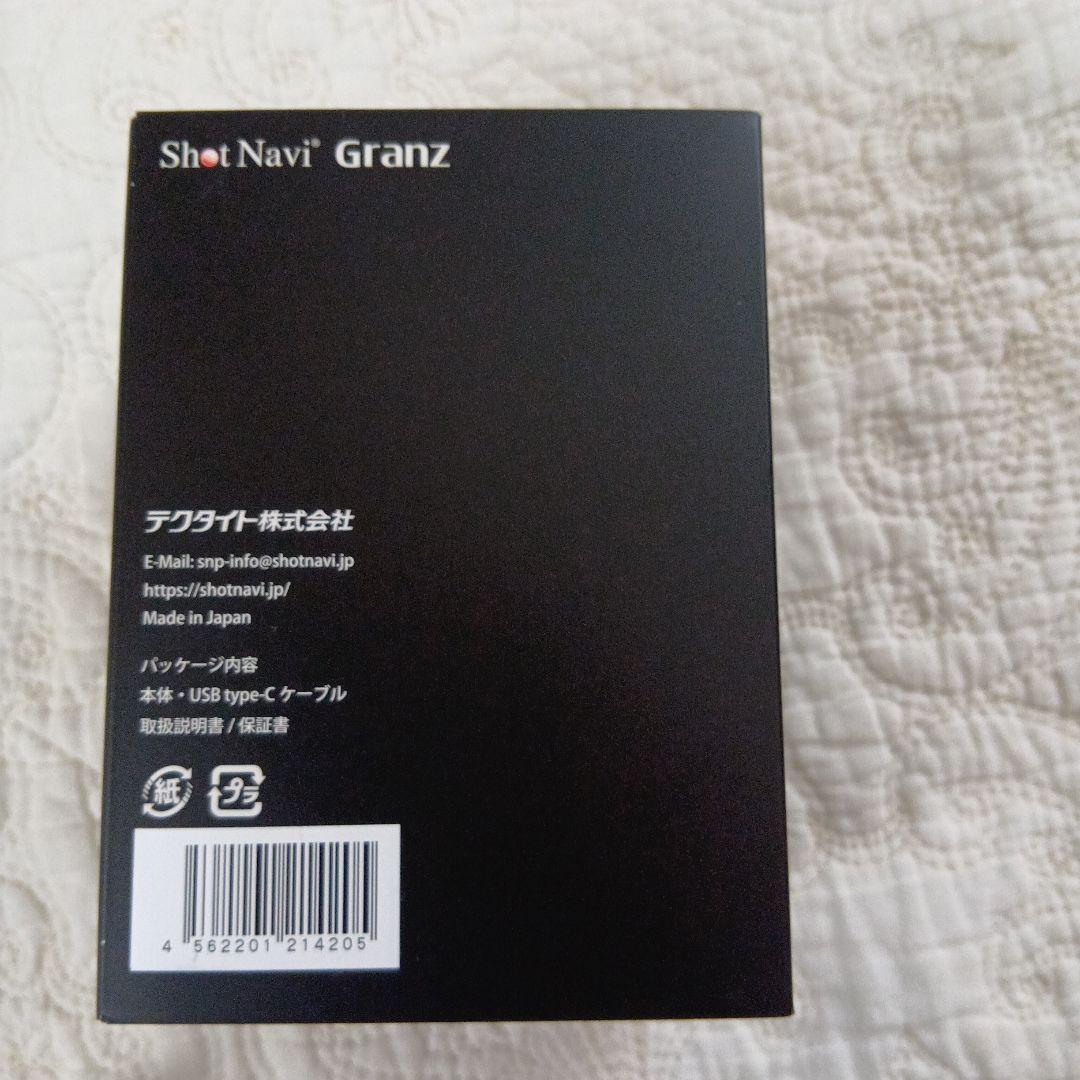 Shot Navi® Granz
テクタイト株式会社
E-Mail: snp-info@shotnavi.jp
https://shotnavi.jp/
Made in Japan
パッケージ内容
本体・USB type-C ケーブル
取扱説明書 / 保証書
紙 プラ
4 562201 214205